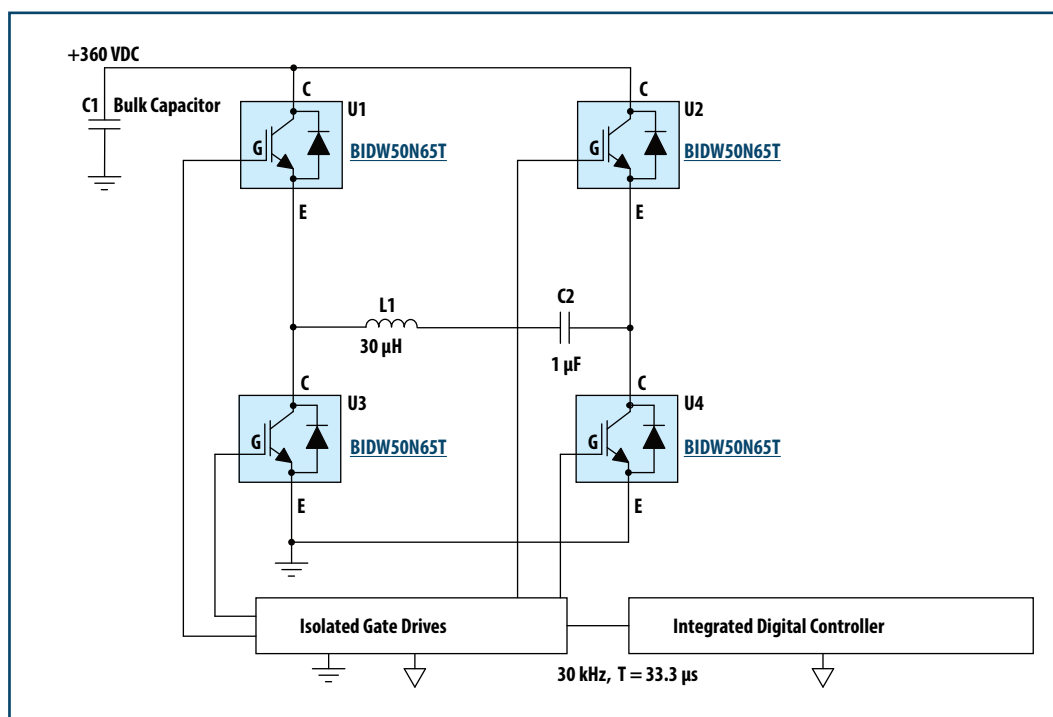 +360 VDC
C1 Bulk Capacitor
C
U1
G
BIDW50N65T
E
C
U2
G
BIDW50N65T
E
L1
30 µH
C2
1 µF
C
U3
G
BIDW50N65T
E
C
U4
G
BIDW50N65T
E
Isolated Gate Drives
Integrated Digital Controller
30 kHz, T = 33.3 µs